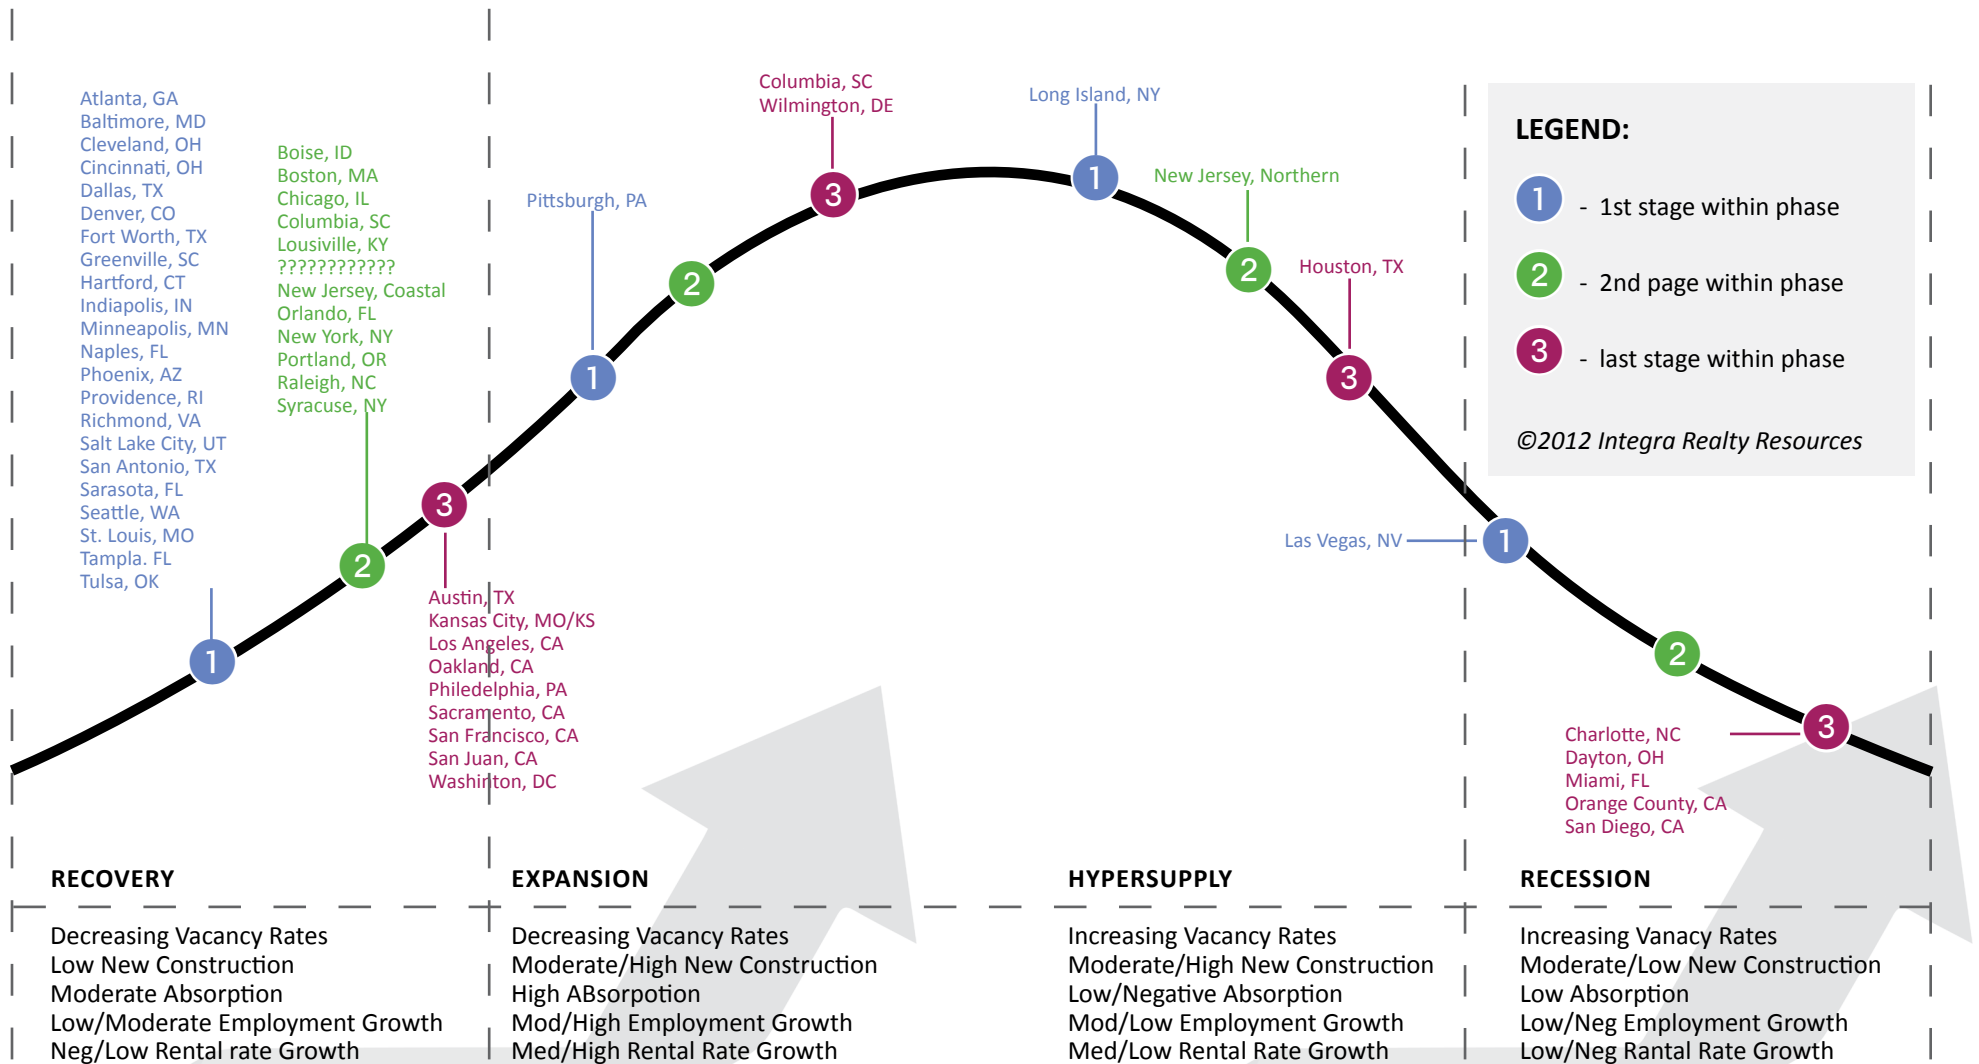 Atlanta, GA
Baltimore, MD
Cleveland, OH
Cincinnati, OH
Dallas, TX
Denver, CO
Fort Worth, TX
Greenville, SC
Hartford, CT
Indiapolis, IN
Minneapolis, MN
Naples, FL
Phoenix, AZ
Providence, RI
Richmond, VA
Salt Lake City, UT
San Antonio, TX
Sarasota, FL
Seattle, WA
St. Louis, MO
Tampla. FL
Tulsa, OK
1
Boise, ID
Boston, MA
Chicago, IL
Columbia, SC
Lousiville, KY
????????????
New Jersey, Coastal
Orlando, FL
New York, NY
Portland, OR
Raleigh, NC
Syracuse, NY
2
3
Austin, TX
Kansas City, MO/KS
Los Angeles, CA
Oakland, CA
Philedelphia, PA
Sacramento, CA
San Francisco, CA
San Juan, CA
Washinton, DC
Pittsburgh, PA
1
2
Columbia, SC
Wilmington, DE
3
Long Island, NY
1
New Jersey, Northern
2
Houston, TX
3
Las Vegas, NV
1
2
3
Charlotte, NC
Dayton, OH
Miami, FL
Orange County, CA
San Diego, CA
LEGEND:
1 - 1st stage within phase
2 - 2nd page within phase
3 - last stage within phase
©2012 Integra Realty Resources
RECOVERY
Decreasing Vacancy Rates
Low New Construction
Moderate Absorption
Low/Moderate Employment Growth
Neg/Low Rental rate Growth
EXPANSION
Decreasing Vacancy Rates
Moderate/High New Construction
High ABsorpotion
Mod/High Employment Growth
Med/High Rental Rate Growth
HYPERSUPPLY
Increasing Vacancy Rates
Moderate/High New Construction
Low/Negative Absorption
Mod/Low Employment Growth
Med/Low Rental Rate Growth
RECESSION
Increasing Vanacy Rates
Moderate/Low New Construction
Low Absorption
Low/Neg Employment Growth
Low/Neg Rantal Rate Growth